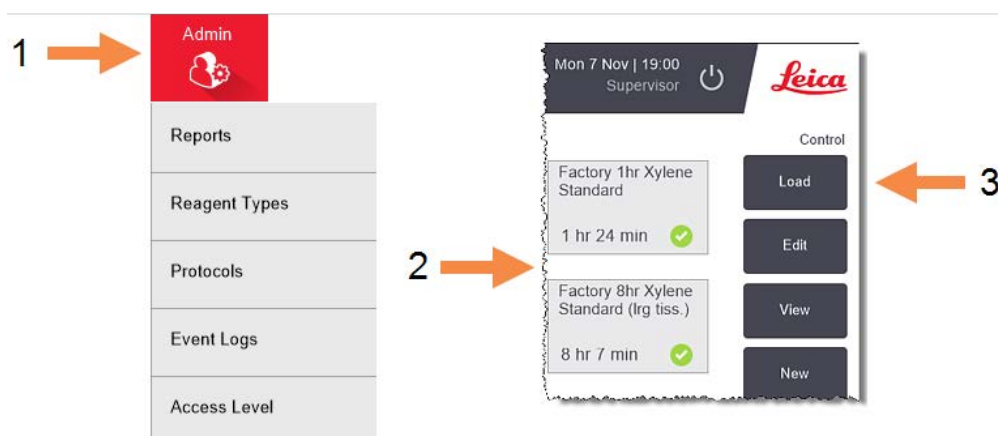 1
Admin
Reports
Reagent Types
Protocols
Event Logs
Access Level
2
Mon 7 Nov | 19:00
Supervisor
Leica
Control
Factory 1hr Xylene
Standard
1 hr 24 min
Factory 8hr Xylene
Standard (lrg tiss.)
8 hr 7 min
Load
Edit
View
New
3